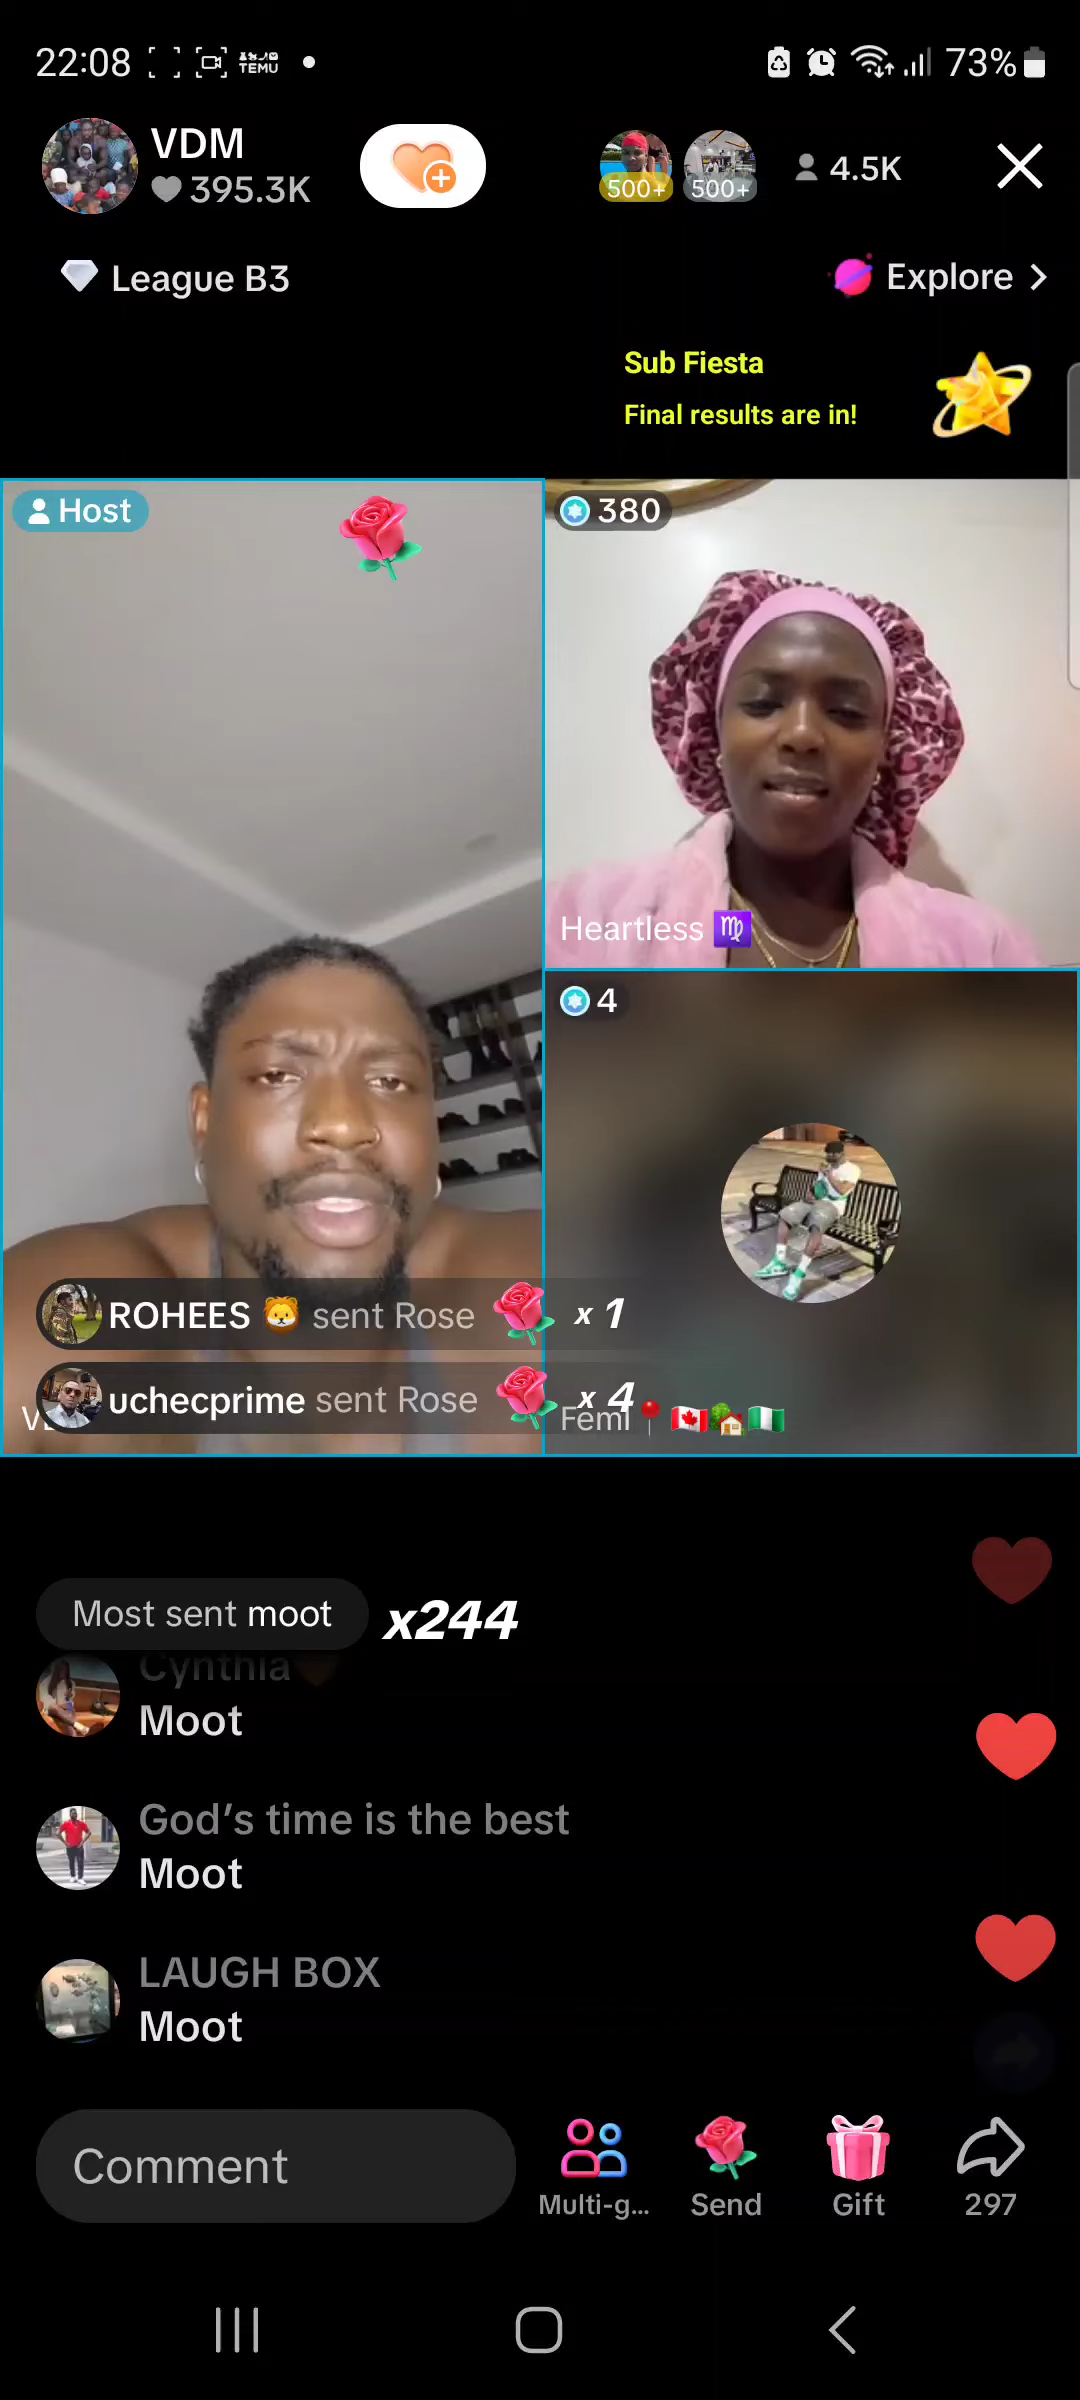 22:08
TEMU
73%
VDM
395.3K
500+
500+
4.5K
League B3
Explore
Sub Fiesta
Final results are in!
Host
380
Heartless
4
ROHEES 🦁 sent Rose x 1
uchecprime sent Rose x 4
Femi📍🇨🇦🏡🇳🇬
Most sent moot x244
Cynthia
Moot
God's time is the best
Moot
LAUGH BOX
Moot
Comment
Multi-g...
Send
Gift
297